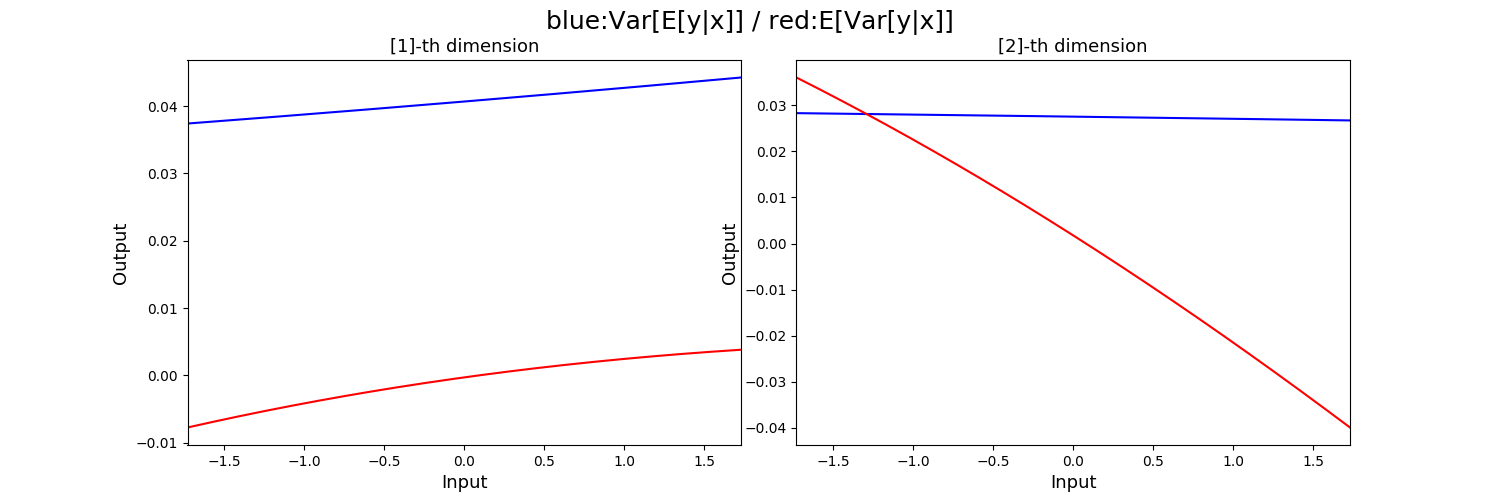 blue:Var[E[y|x]] / red:E[Var[y|x]]
[1]-th dimension
0.04
0.03
0.02
0.01
0.00
−0.01
Output
−1.5 −1.0 −0.5 0.0 0.5 1.0 1.5
Input
[2]-th dimension
0.03
0.02
0.01
0.00
−0.01
−0.02
−0.03
−0.04
Output
−1.5 −1.0 −0.5 0.0 0.5 1.0 1.5
Input